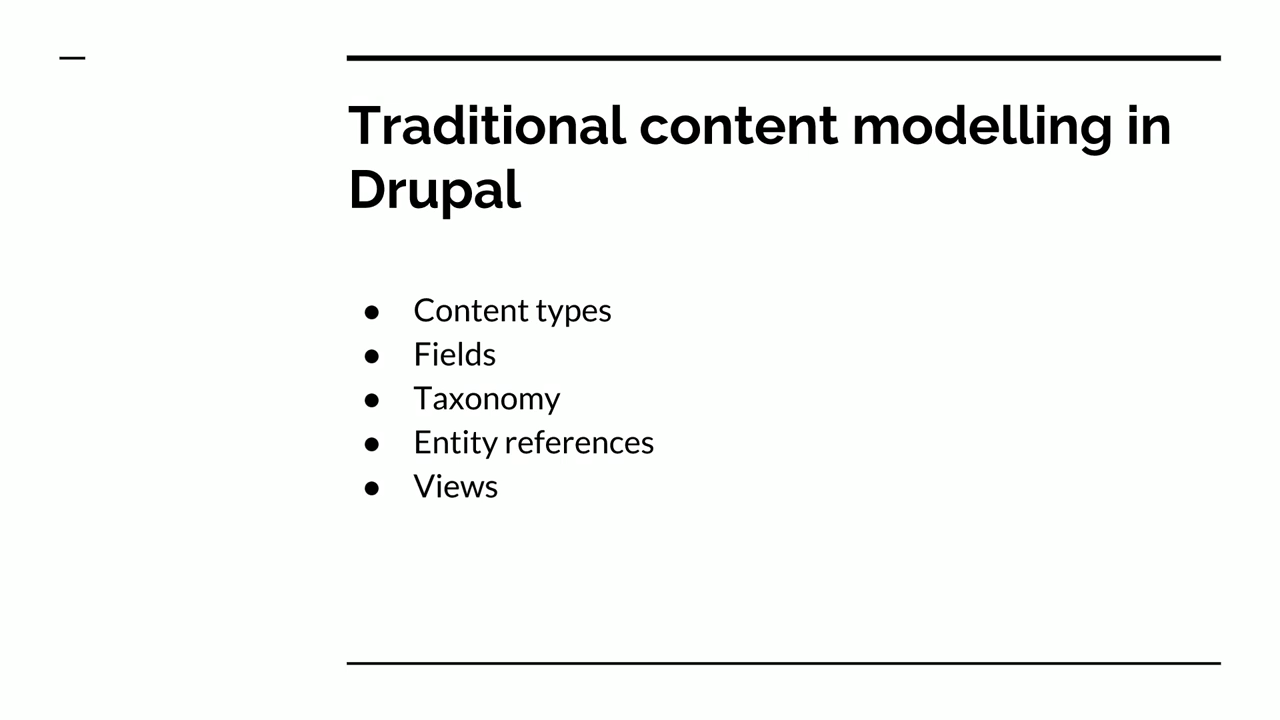 Traditional content modelling in
Drupal
● Content types
● Fields
● Taxonomy
● Entity references
● Views